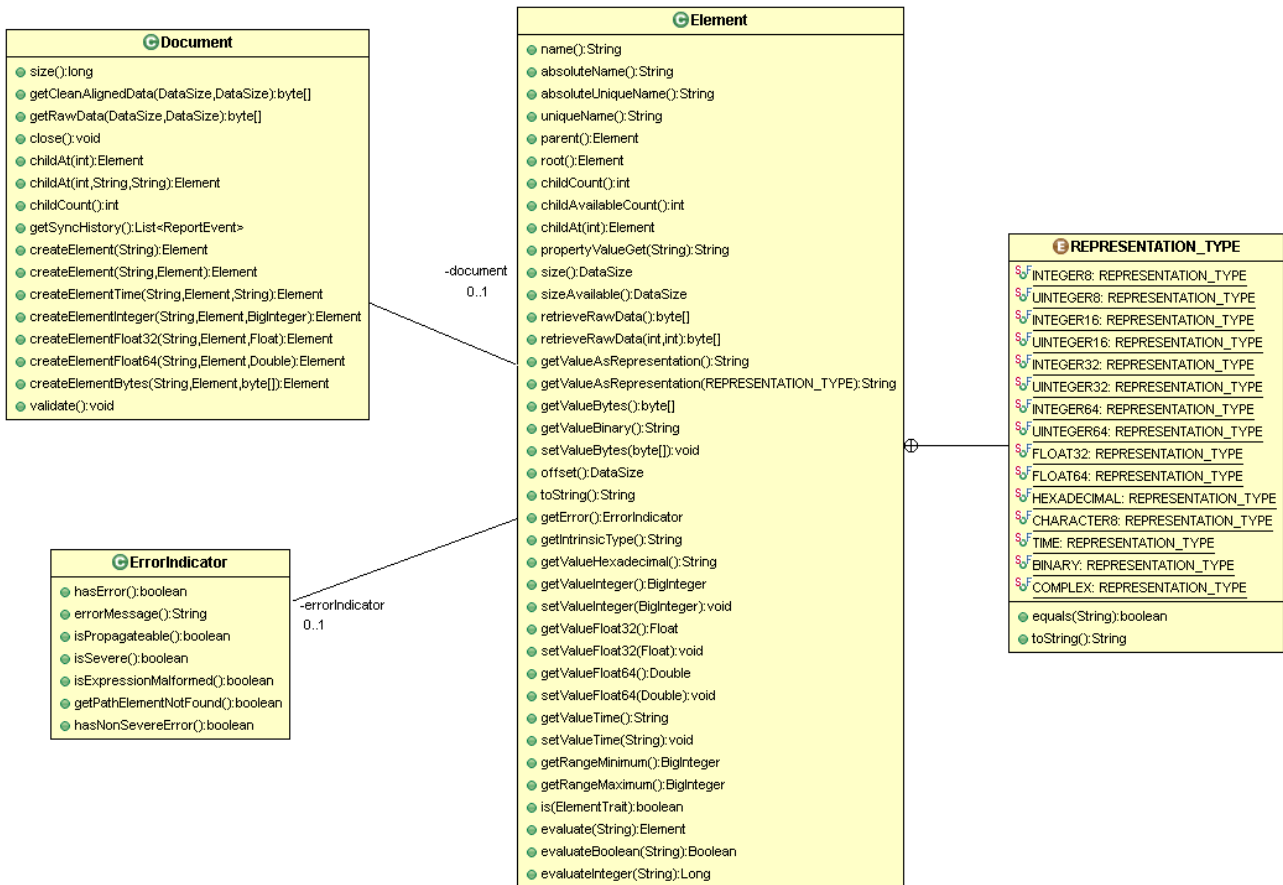 Document
size():long
getCleanAlignedData(DataSize,DataSize):byte[]
getRawData(DataSize,DataSize):byte[]
close():void
childAt(int):Element
childAt(int,String,String):Element
childCount():int
getSyncHistory():List<ReportEvent>
createElement(String):Element
createElement(String,Element):Element
createElementTime(String,Element,String):Element
createElementInteger(String,Element,BigInteger):Element
createElementFloat32(String,Element,Float):Element
createElementFloat64(String,Element,Double):Element
createElementBytes(String,Element,byte[]):Element
validate():void
-document
0..1
ErrorIndicator
hasError():boolean
errorMessage():String
isPropagateable():boolean
isSevere():boolean
isExpressionMalformed():boolean
getPathElementNotFound():boolean
hasNonSevereError():boolean
-errorIndicator
0..1
Element
name():String
absoluteName():String
absoluteUniqueName():String
uniqueName():String
parent():Element
root():Element
childCount():int
childAvailableCount():int
childAt(int):Element
propertyValueGet(String):String
size():DataSize
sizeAvailable():DataSize
retrieveRawData():byte[]
retrieveRawData(int,int):byte[]
getValueAsRepresentation():String
getValueAsRepresentation(REPRESENTATION_TYPE):String
getValueBytes():byte[]
getValueBinary():String
setValueBytes(byte[]):void
offset():DataSize
toString():String
getError():ErrorIndicator
getIntrinsicType():String
getValueHexadecimal():String
getValueInteger():BigInteger
setValueInteger(BigInteger):void
getValueFloat32():Float
setValueFloat32(Float):void
getValueFloat64():Double
setValueFloat64(Double):void
getValueTime():String
setValueTime(String):void
getRangeMinimum():BigInteger
getRangeMaximum():BigInteger
is(ElementTrait):boolean
evaluate(String):Element
evaluateBoolean(String):Boolean
evaluateInteger(String):Long
REPRESENTATION_TYPE
INTEGER8: REPRESENTATION_TYPE
UINTEGER8: REPRESENTATION_TYPE
INTEGER16: REPRESENTATION_TYPE
UINTEGER16: REPRESENTATION_TYPE
INTEGER32: REPRESENTATION_TYPE
UINTEGER32: REPRESENTATION_TYPE
INTEGER64: REPRESENTATION_TYPE
UINTEGER64: REPRESENTATION_TYPE
FLOAT32: REPRESENTATION_TYPE
FLOAT64: REPRESENTATION_TYPE
HEXADECIMAL: REPRESENTATION_TYPE
CHARACTER8: REPRESENTATION_TYPE
TIME: REPRESENTATION_TYPE
BINARY: REPRESENTATION_TYPE
COMPLEX: REPRESENTATION_TYPE
equals(String):boolean
toString():String